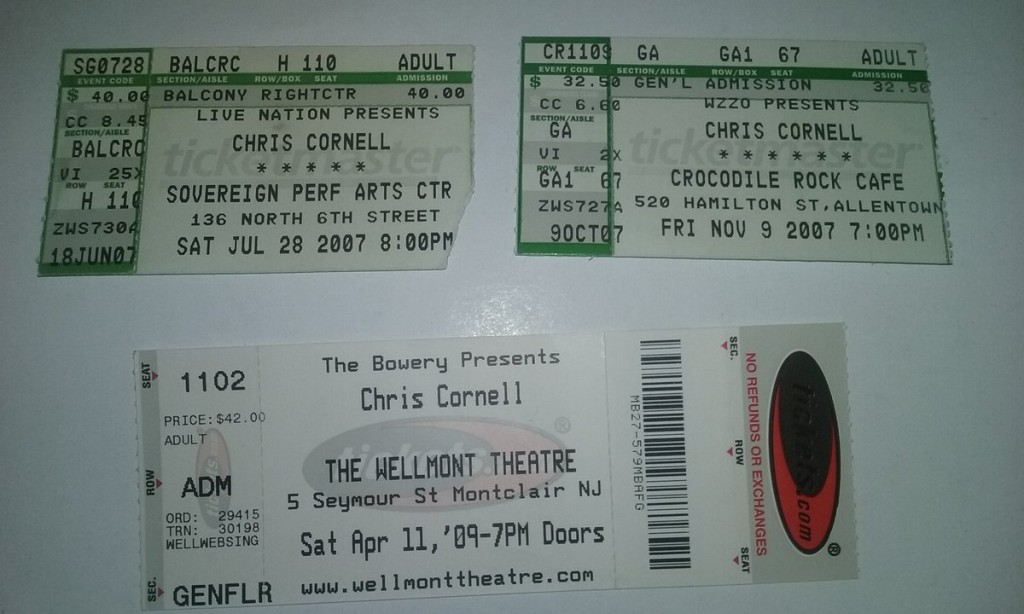 SG0728 BALCRC H 110 ADULT
EVENT CODE SECTION/AISLE ROW/BOX SEAT ADMISSION
$ 40.00 BALCONY RIGHTCTR 40.00
CC 8.45 LIVE NATION PRESENTS
SECTION/AISLE
BALCRC CHRIS CORNELL
ticketmaster
VI 25X * * * * *
ROW SEAT
H 110 SOVEREIGN PERF ARTS CTR
ZWS730A 136 NORTH 6TH STREET
18JUN07 SAT JUL 28 2007 8:00PM
CR1109 GA GA1 67 ADULT
EVENT CODE SECTION/AISLE ROW/BOX SEAT ADMISSION
$ 32.50 GEN'L ADMISSION 32.50
CC 6.60 WZZO PRESENTS
SECTION/AISLE
GA CHRIS CORNELL
ticketmaster
VI 2X * * * * * *
ROW SEAT
GA1 67 CROCODILE ROCK CAFE
ZWS727A 520 HAMILTON ST,ALLENTOWN
9OCT07 FRI NOV 9 2007 7:00PM
SEAT
ROW
SEC.
1102
PRICE:$42.00
ADULT
ADM
ORD: 29415
TRN: 30198
WELLWEBSING
GENFLR
The Bowery Presents
Chris Cornell
THE WELLMONT THEATRE
5 Seymour St Montclair NJ
Sat Apr 11,'09-7PM Doors
www.wellmonttheatre.com
MB27-579MBAFG
SEC.
ROW
SEAT
NO REFUNDS OR EXCHANGES
tickets.com®